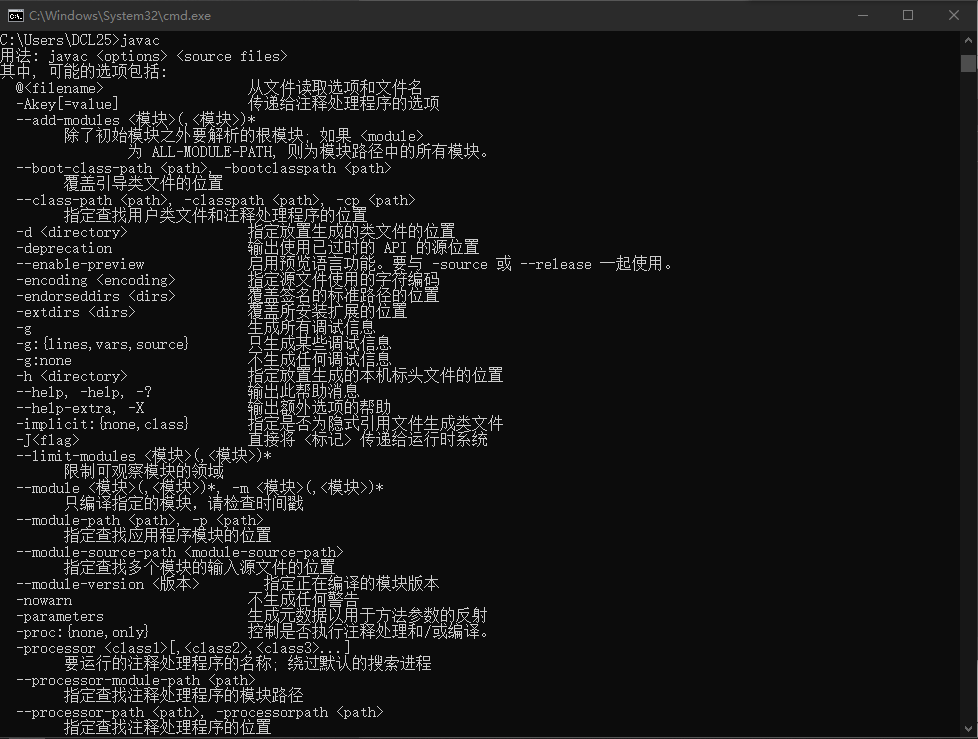 C:\Windows\System32\cmd.exe
C:\Users\DCL25>javac
用法: javac <options> <source files>
其中, 可能的选项包括:
  @<filename>                  从文件读取选项和文件名
  -Akey[=value]                传递给注释处理程序的选项
  --add-modules <模块>(,<模块>)*
        除了初始模块之外要解析的根模块; 如果 <module>
                为 ALL-MODULE-PATH, 则为模块路径中的所有模块。
  --boot-class-path <path>, -bootclasspath <path>
        覆盖引导类文件的位置
  --class-path <path>, -classpath <path>, -cp <path>
        指定查找用户类文件和注释处理程序的位置
  -d <directory>               指定放置生成的类文件的位置
  -deprecation                 输出使用已过时的 API 的源位置
  --enable-preview             启用预览语言功能。要与 -source 或 --release 一起使用。
  -encoding <encoding>         指定源文件使用的字符编码
  -endorseddirs <dirs>         覆盖签名的标准路径的位置
  -extdirs <dirs>              覆盖所安装扩展的位置
  -g                           生成所有调试信息
  -g:{lines,vars,source}       只生成某些调试信息
  -g:none                      不生成任何调试信息
  -h <directory>               指定放置生成的本机标头文件的位置
  --help, -help, -?            输出此帮助消息
  --help-extra, -X             输出额外选项的帮助
  -implicit:{none,class}       指定是否为隐式引用文件生成类文件
  -J<flag>                     直接将 <标记> 传递给运行时系统
  --limit-modules <模块>(,<模块>)*
        限制可观察模块的领域
  --module <模块>(,<模块>)*, -m <模块>(,<模块>)*
        只编译指定的模块，请检查时间戳
  --module-path <path>, -p <path>
        指定查找应用程序模块的位置
  --module-source-path <module-source-path>
        指定查找多个模块的输入源文件的位置
  --module-version <版本>        指定正在编译的模块版本
  -nowarn                      不生成任何警告
  -parameters                  生成元数据以用于方法参数的反射
  -proc:{none,only}            控制是否执行注释处理和/或编译。
  -processor <class1>[,<class2>,<class3>...]
        要运行的注释处理程序的名称; 绕过默认的搜索进程
  --processor-module-path <path>
        指定查找注释处理程序的模块路径
  --processor-path <path>, -processorpath <path>
        指定查找注释处理程序的位置